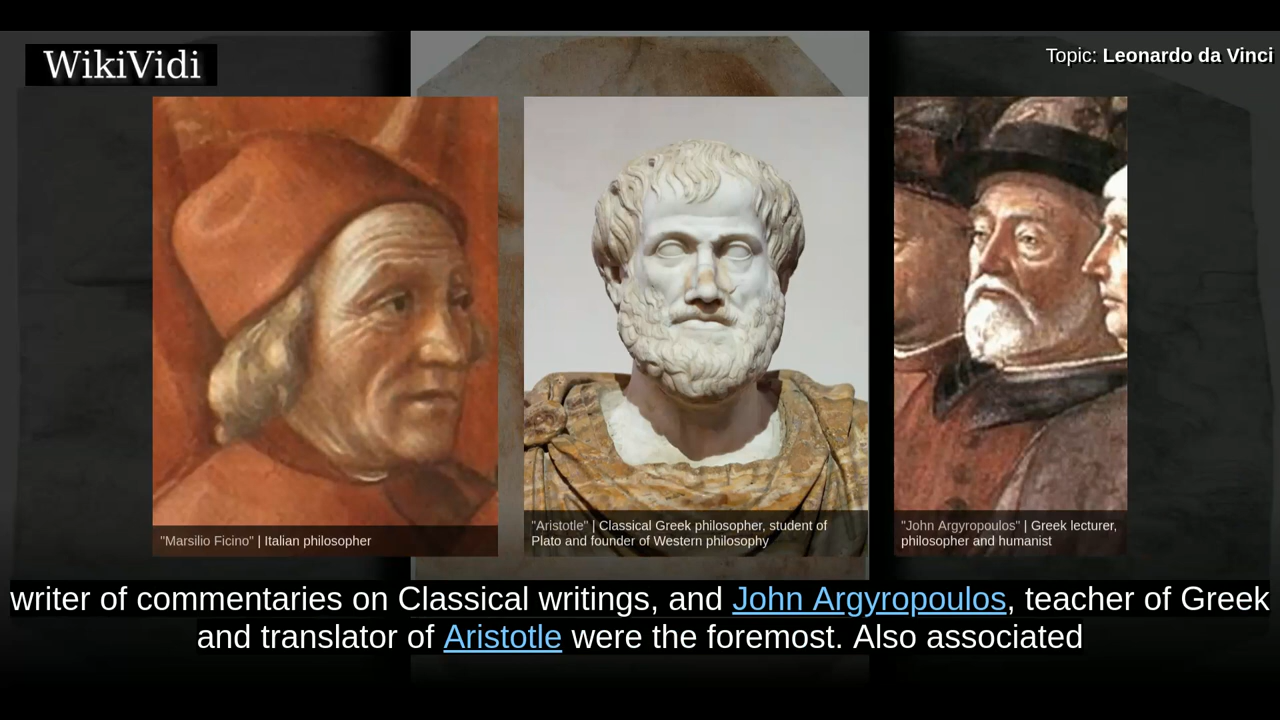 WikiVidi
Topic: Leonardo da Vinci
"Marsilio Ficino" | Italian philosopher
"Aristotle" | Classical Greek philosopher, student of
Plato and founder of Western philosophy
"John Argyropoulos" | Greek lecturer,
philosopher and humanist
writer of commentaries on Classical writings, and John Argyropoulos, teacher of Greek
and translator of Aristotle were the foremost. Also associated